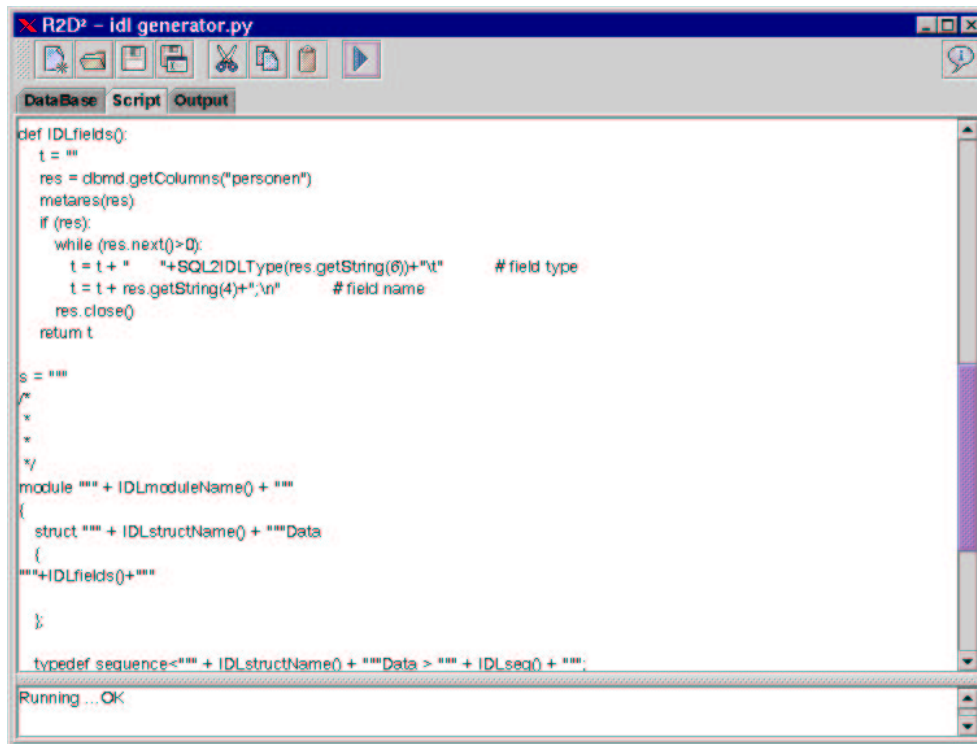 R2D² – idl generator.py
DataBase Script Output
def IDLfields():
t = ""
res = dbmd.getColumns("personen")
metares(res)
if (res):
while (res.next()>0):
t = t + "      "+SQL2IDLType(res.getString(6))+"\t" # field type
t = t + res.getString(4)+";\n" # field name
res.close()
return t
s = """
/*
*
*
*/
module """ + IDLmoduleName() + """
{
struct """ + IDLstructName() + """Data
{
"""+IDLfields()+"""
};
typedef sequence<""" + IDLstructName() + """Data > """ + IDLseq() + """;
Running ...OK